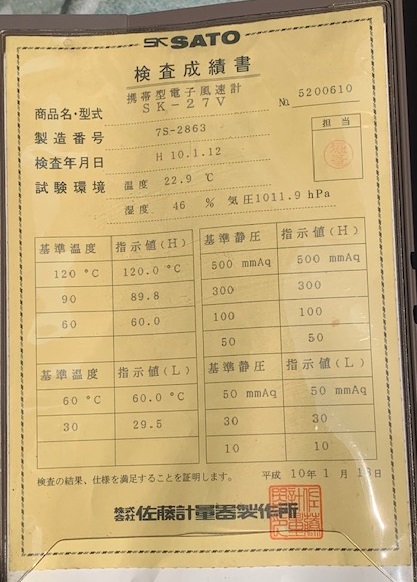 SK SATO
検査成績書
商品名・型式 携帯型電子風速計 № 5200610
SK-27V
製造番号 7S-2863 担当
検査年月日 H 10.1.12
試験環境 温度 22.9 ℃
湿度 46 % 気圧1011.9 hPa
基準温度 指示値(H) 基準静圧 指示値(H)
120 °C 120.0 °C 500 mmAq 500 mmAq
90 89.8 300 300
60 60.0 100 100
50 50
基準温度 指示値(L) 基準静圧 指示値(L)
60 °C 60.0 °C 50 mmAq 50 mmAq
30 29.5 30 30
10 10
検査の結果、仕様を満足することを証明します。 平成 10年 1月 13日
株式会社 佐藤計量器製作所